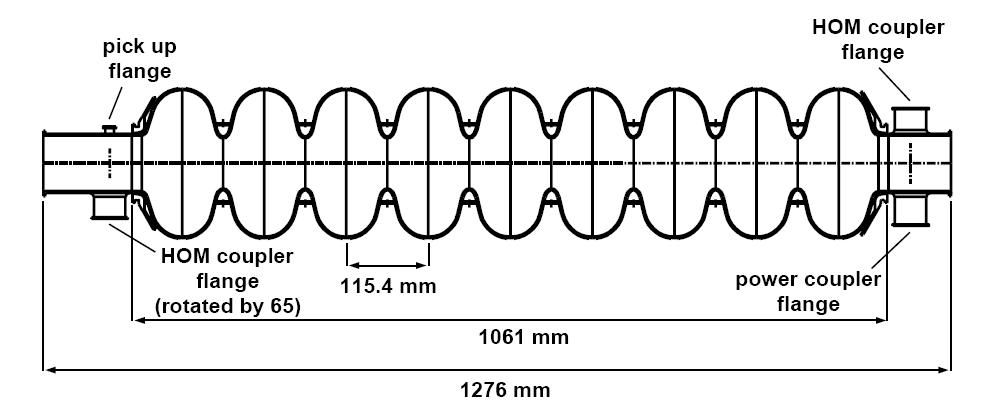 HOM coupler
flange
pick up
flange
HOM coupler
flange
(rotated by 65)
115.4 mm
power coupler
flange
1061 mm
1276 mm